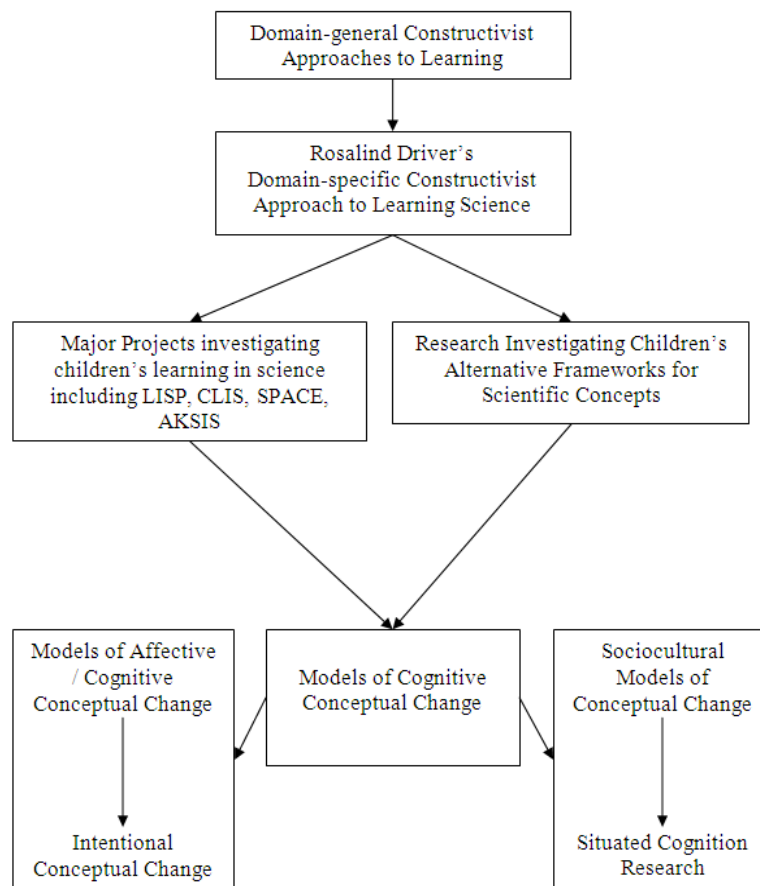 Domain-general Constructivist
Approaches to Learning
Rosalind Driver’s
Domain-specific Constructivist
Approach to Learning Science
Major Projects investigating
children’s learning in science
including LISP, CLIS, SPACE,
AKSIS
Research Investigating Children’s
Alternative Frameworks for
Scientific Concepts
Models of Affective
/ Cognitive
Conceptual Change
Intentional
Conceptual Change
Models of Cognitive
Conceptual Change
Sociocultural
Models of
Conceptual Change
Situated Cognition
Research